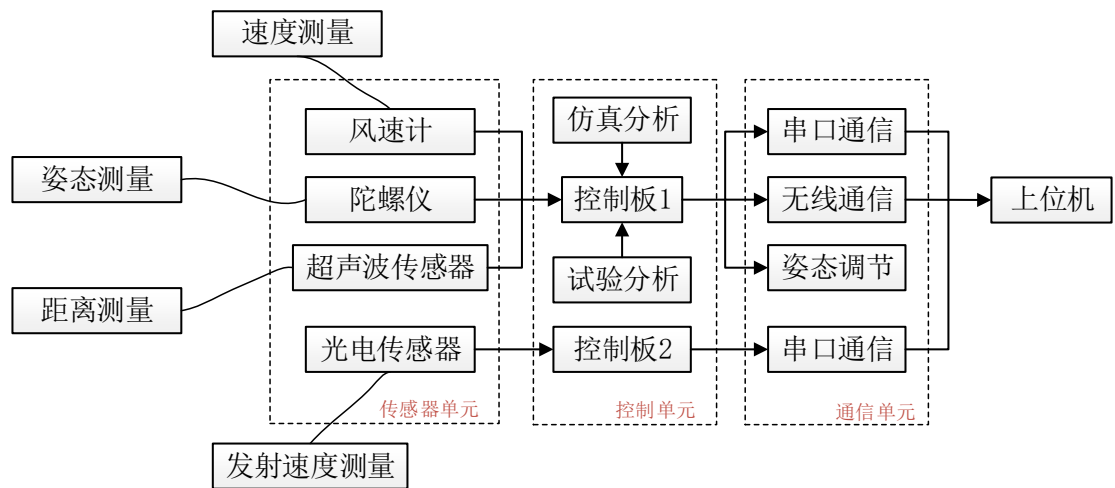 速度测量
风速计
仿真分析
串口通信
姿态测量
陀螺仪
控制板1
无线通信
上位机
超声波传感器
试验分析
姿态调节
距离测量
光电传感器
控制板2
串口通信
传感器单元
控制单元
通信单元
发射速度测量